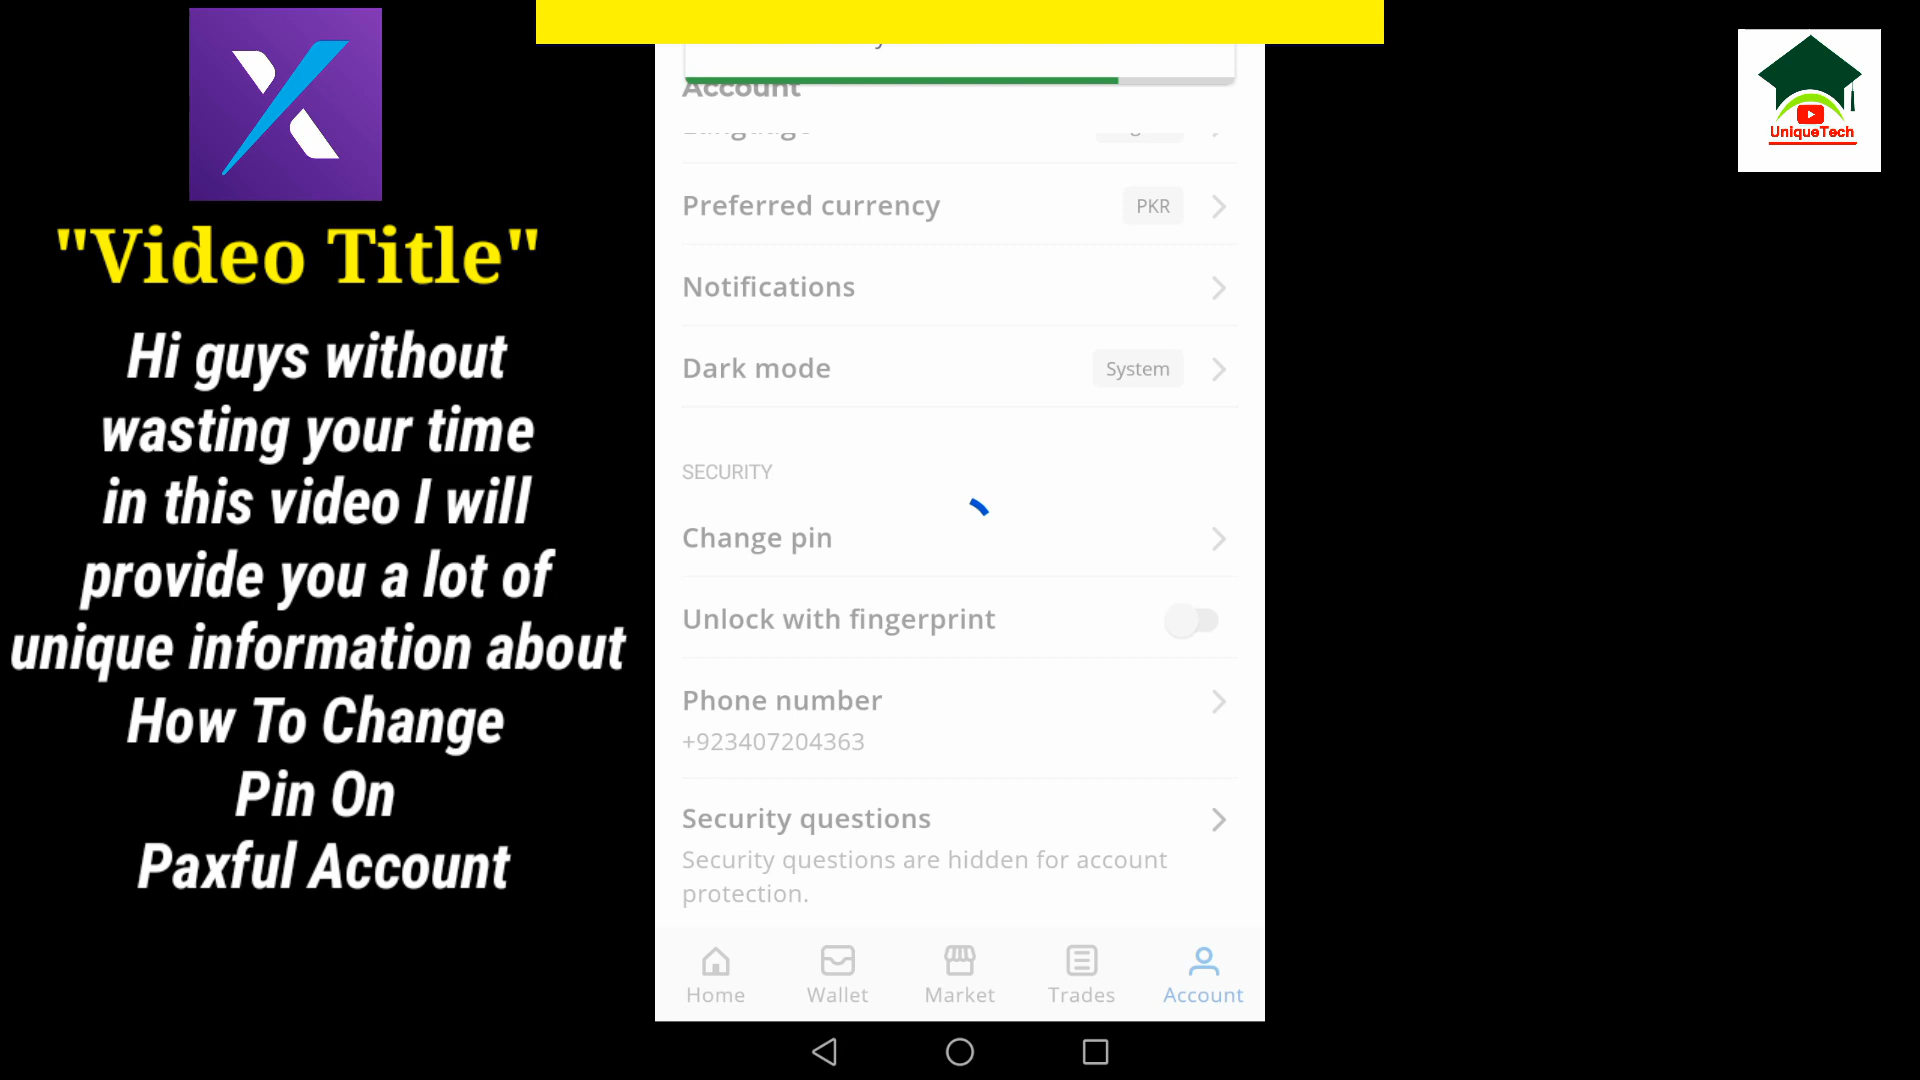 "Video Title"
Hi guys without
wasting your time
in this video I will
provide you a lot of
unique information about
How To Change
Pin On
Paxful Account
Account
Language
Preferred currency
PKR
Notifications
Dark mode
System
SECURITY
Change pin
Unlock with fingerprint
Phone number
+923407204363
Security questions
Security questions are hidden for account
protection.
Home
Wallet
Market
Trades
Account
UniqueTech